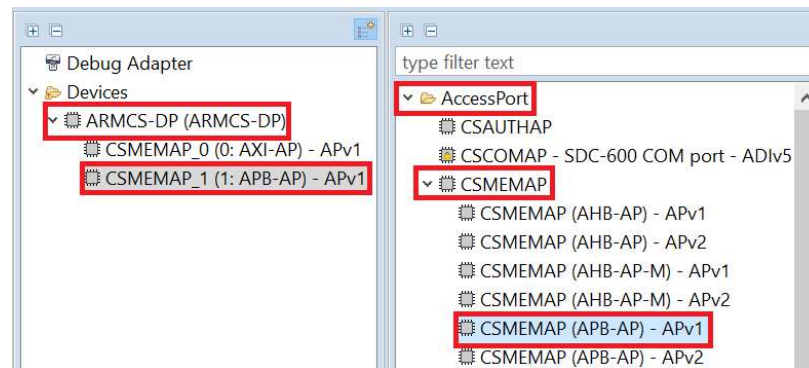 Debug Adapter
Devices
ARMCS-DP (ARMCS-DP)
CSMEMAP_0 (0: AXI-AP) - APv1
CSMEMAP_1 (1: APB-AP) - APv1
type filter text
AccessPort
CSAUTHAP
CSCOMAP - SDC-600 COM port - ADIv5
CSMEMAP
CSMEMAP (AHB-AP) - APv1
CSMEMAP (AHB-AP) - APv2
CSMEMAP (AHB-AP-M) - APv1
CSMEMAP (AHB-AP-M) - APv2
CSMEMAP (APB-AP) - APv1
CSMEMAP (APB-AP) - APv2